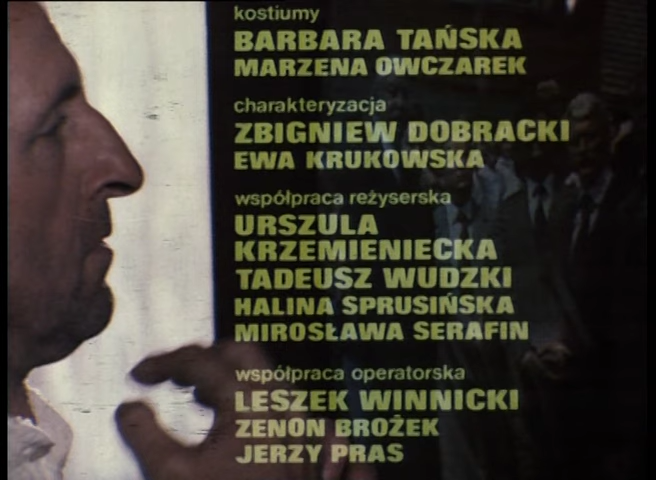 kostiumy
BARBARA TAŃSKA
MARZENA OWCZAREK
charakteryzacja
ZBIGNIEW DOBRACKI
EWA KRUKOWSKA
współpraca reżyserska
URSZULA
KRZEMIENIECKA
TADEUSZ WUDZKI
HALINA SPRUSIŃSKA
MIROSŁAWA SERAFIN
współpraca operatorska
LESZEK WINNICKI
ZENON BROŻEK
JERZY PRAS